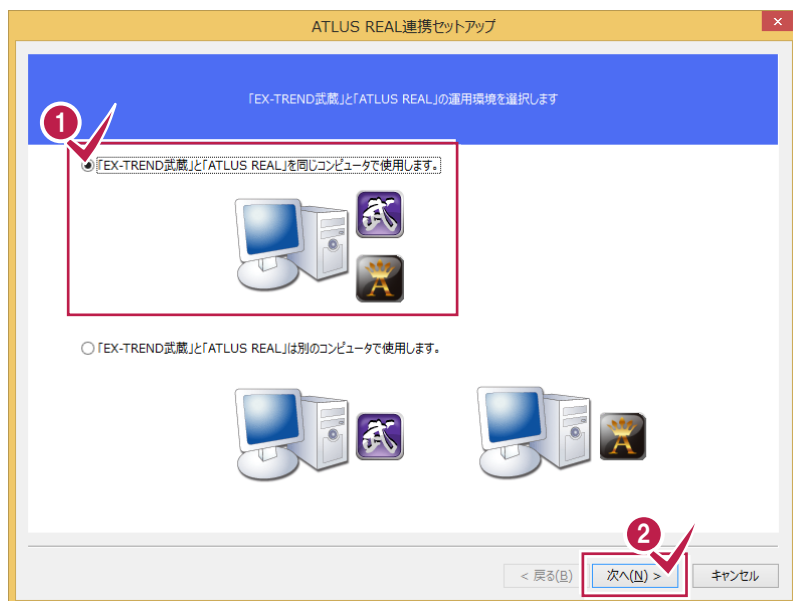 ATLUS REAL連携セットアップ
「EX-TREND武蔵」と「ATLUS REAL」の運用環境を選択します
1
「EX-TREND武蔵」と「ATLUS REAL」を同じコンピュータで使用します。
武
A
「EX-TREND武蔵」と「ATLUS REAL」は別のコンピュータで使用します。
武
A
2
< 戻る(B)
次へ(N) >
キャンセル